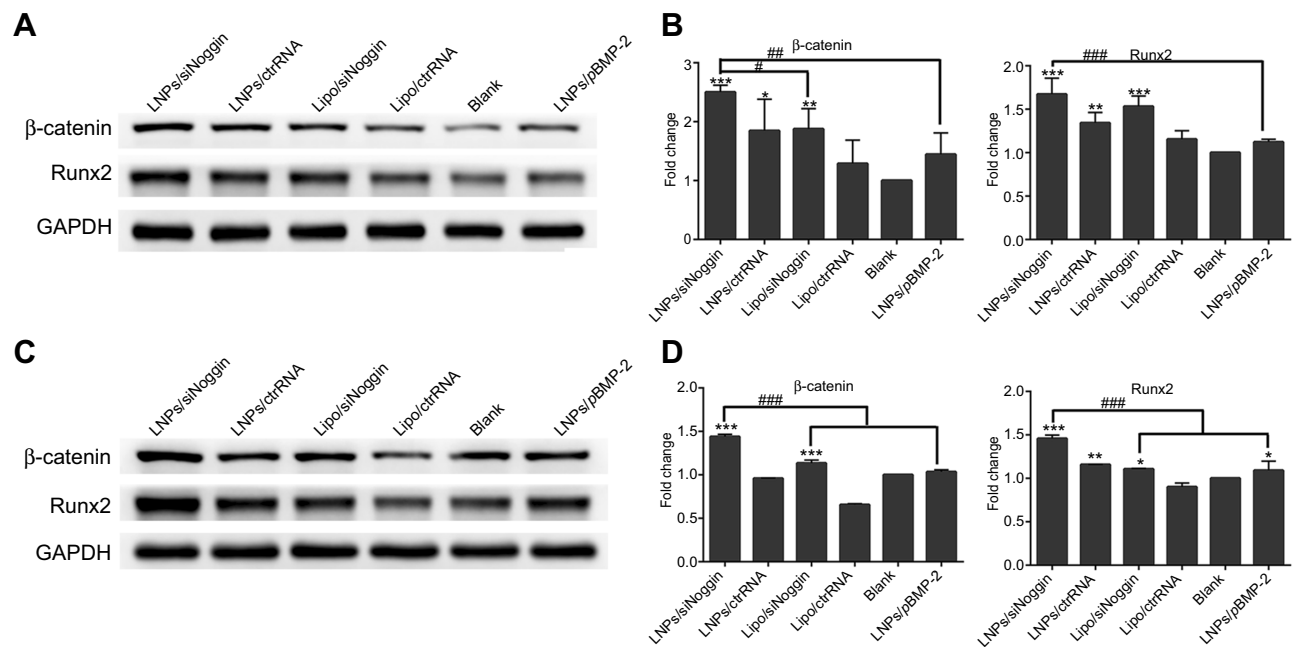 A
LNPs/siNoggin
LNPs/ctrRNA
Lipo/siNoggin
Lipo/ctrRNA
Blank
LNPs/pBMP-2
β-catenin
Runx2
GAPDH
B
β-catenin
##
#
Fold change
3
2
1
0
***
*
**
LNPs/siNoggin
LNPs/ctrRNA
Lipo/siNoggin
Lipo/ctrRNA
Blank
LNPs/pBMP-2
Runx2
###
Fold change
2.0
1.5
1.0
0.5
0.0
***
**
***
LNPs/siNoggin
LNPs/ctrRNA
Lipo/siNoggin
Lipo/ctrRNA
Blank
LNPs/pBMP-2
C
LNPs/siNoggin
LNPs/ctrRNA
Lipo/siNoggin
Lipo/ctrRNA
Blank
LNPs/pBMP-2
β-catenin
Runx2
GAPDH
D
β-catenin
###
Fold change
2.0
1.5
1.0
0.5
0.0
***
***
LNPs/siNoggin
LNPs/ctrRNA
Lipo/siNoggin
Lipo/ctrRNA
Blank
LNPs/pBMP-2
Runx2
###
Fold change
2.0
1.5
1.0
0.5
0.0
***
**
*
*
LNPs/siNoggin
LNPs/ctrRNA
Lipo/siNoggin
Lipo/ctrRNA
Blank
LNPs/pBMP-2